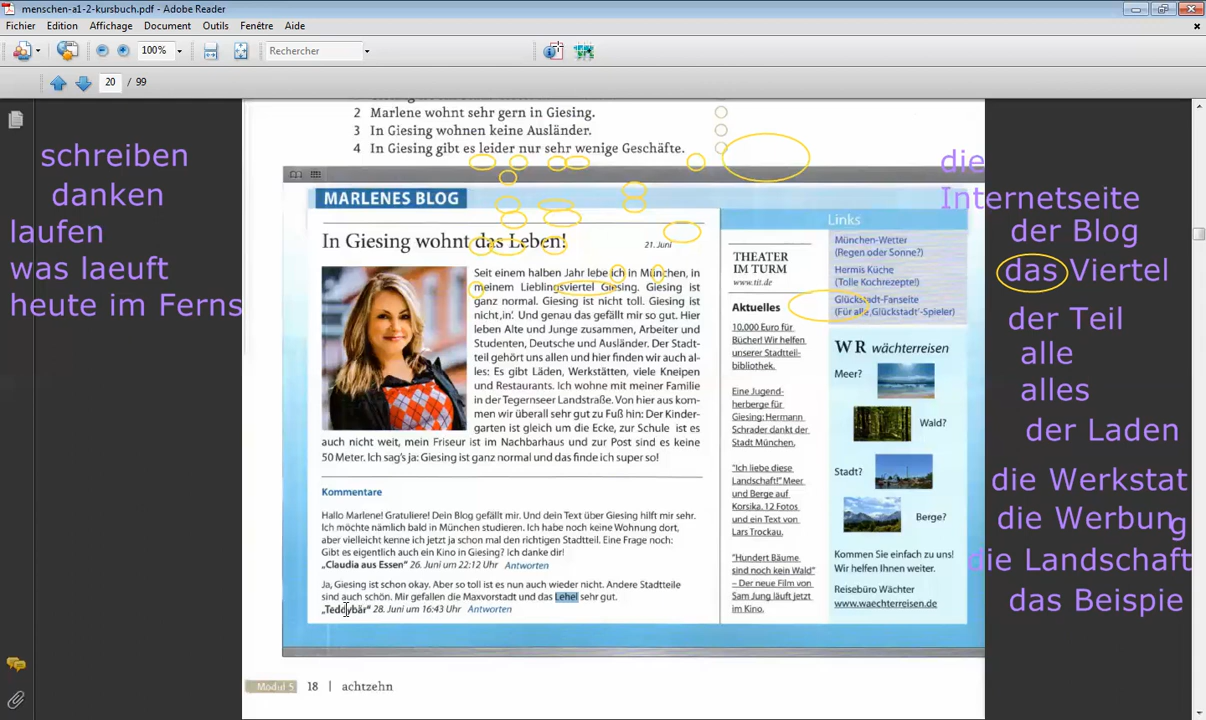 menschen-a1-2-kursbuch.pdf - Adobe Reader
Fichier Edition Affichage Document Outils Fenêtre Aide
100% Rechercher
20 / 99
2 Marlene wohnt sehr gern in Giesing.
3 In Giesing wohnen keine Ausländer.
4 In Giesing gibt es leider nur sehr wenige Geschäfte.
schreiben
danken
laufen
was laeuft
heute im Ferns
MARLENES BLOG
In Giesing wohnt das Leben!
21. Juni
Seit einem halben Jahr lebe ich in München, in
meinem Lieblingsviertel Giesing. Giesing ist
ganz normal. Giesing ist nicht toll. Giesing ist
nicht ‚in'. Und genau das gefällt mir so gut. Hier
leben Alte und Junge zusammen, Arbeiter und
Studenten, Deutsche und Ausländer. Der Stadt-
teil gehört uns allen und hier finden wir auch al-
les: Es gibt Läden, Werkstätten, viele Kneipen
und Restaurants. Ich wohne mit meiner Familie
in der Tegernseer Landstraße. Von hier aus kom-
men wir überall sehr gut zu Fuß hin: Der Kinder-
garten ist gleich um die Ecke, zur Schule ist es
auch nicht weit, mein Friseur ist im Nachbarhaus und zur Post sind es keine
50 Meter. Ich sag's ja: Giesing ist ganz normal und das finde ich super so!
Kommentare
Hallo Marlene! Gratuliere! Dein Blog gefällt mir. Und dein Text über Giesing hilft mir sehr.
Ich möchte nämlich bald in München studieren. Ich habe noch keine Wohnung dort,
aber vielleicht kenne ich jetzt ja schon mal den richtigen Stadtteil. Eine Frage noch:
Gibt es eigentlich auch ein Kino in Giesing? Ich danke dir!
„Claudia aus Essen" 26. Juni um 22:12 Uhr Antworten
Ja, Giesing ist schon okay. Aber so toll ist es nun auch wieder nicht. Andere Stadtteile
sind auch schön. Mir gefallen die Maxvorstadt und das Lehel sehr gut.
„Teddybär" 28. Juni um 16:43 Uhr Antworten
THEATER
IM TURM
www.tit.de
Aktuelles
10.000 Euro für
Bücher! Wir helfen
unserer Stadtteil-
bibliothek.
Eine Jugend-
herberge für
Giesing: Hermann
Schrader dankt der
Stadt München.
"Ich liebe diese
Landschaft!" Meer
und Berge auf
Korsika. 12 Fotos
und ein Text von
Lars Trockau.
"Hundert Bäume
sind noch kein Wald"
– Der neue Film von
Sam Jung läuft jetzt
im Kino.
Links
München-Wetter
(Regen oder Sonne?)
Hermis Küche
(Tolle Kochrezepte!)
Glückstadt-Fanseite
(Für alle ‚Glückstadt'-Spieler)
WR wächterreisen
Meer?
Wald?
Stadt?
Berge?
Kommen Sie einfach zu uns!
Wir helfen Ihnen weiter.
Reisebüro Wächter
www.waechterreisen.de
die
Internetseite
der Blog
das Viertel
der Teil
alle
alles
der Laden
die Werkstat
die Werbung
die Landschaft
das Beispie
Modul 5 18 | achtzehn